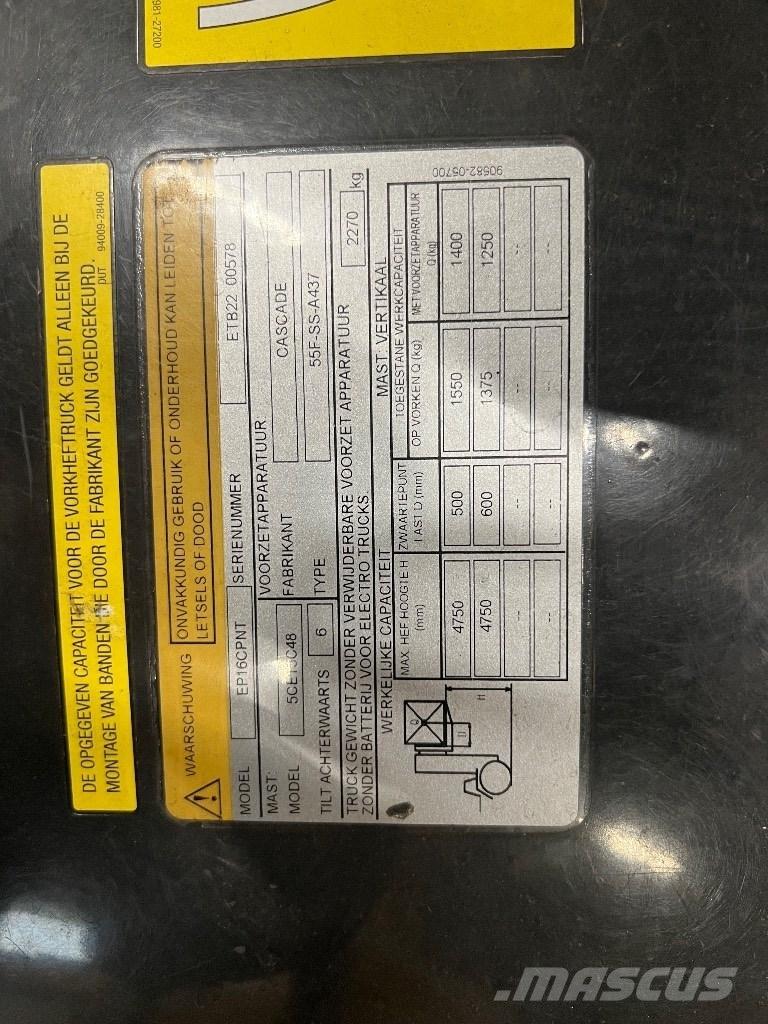 981-27200
DE OPGEGEVEN CAPACITEIT VOOR DE VORKHEFTRUCK GELDT ALLEEN BIJ DE
MONTAGE VAN BANDEN DIE DOOR DE FABRIKANT ZIJN GOEDGEKEURD.
DUT 94009-28400
WAARSCHUWING
ONVAKKUNDIG GEBRUIK OF ONDERHOUD KAN LEIDEN TOT
LETSELS OF DOOD
MODEL EP16CPNT SERIENUMMER ETB22 00578
MAST: VOORZETAPPARATUUR
MODEL FABRIKANT CASCADE
TILT ACHTERWAARTS 6 TYPE 55F-SS-A437
TRUCK GEWICHT ZONDER VERWIJDERBARE VOORZET APPARATUUR
ZONDER BATTERIJ VOOR ELECTRO TRUCKS. 2270 kg
WERKELIJKE CAPACITEIT MAST: VERTIKAAL
MAX. HEF HOOGTE H (mm)
ZWAARTEPUNT LAST D (mm)
TOEGESTANE WERKCAPACITEIT
OP VORKEN Q (kg)
MET VOORZETAPPARATUUR Q (kg)
4750 500 1550 1400
4750 600 1375 1250
-- -- -- --
-- -- -- --
Q
D
H
90582-05700
MASCUS